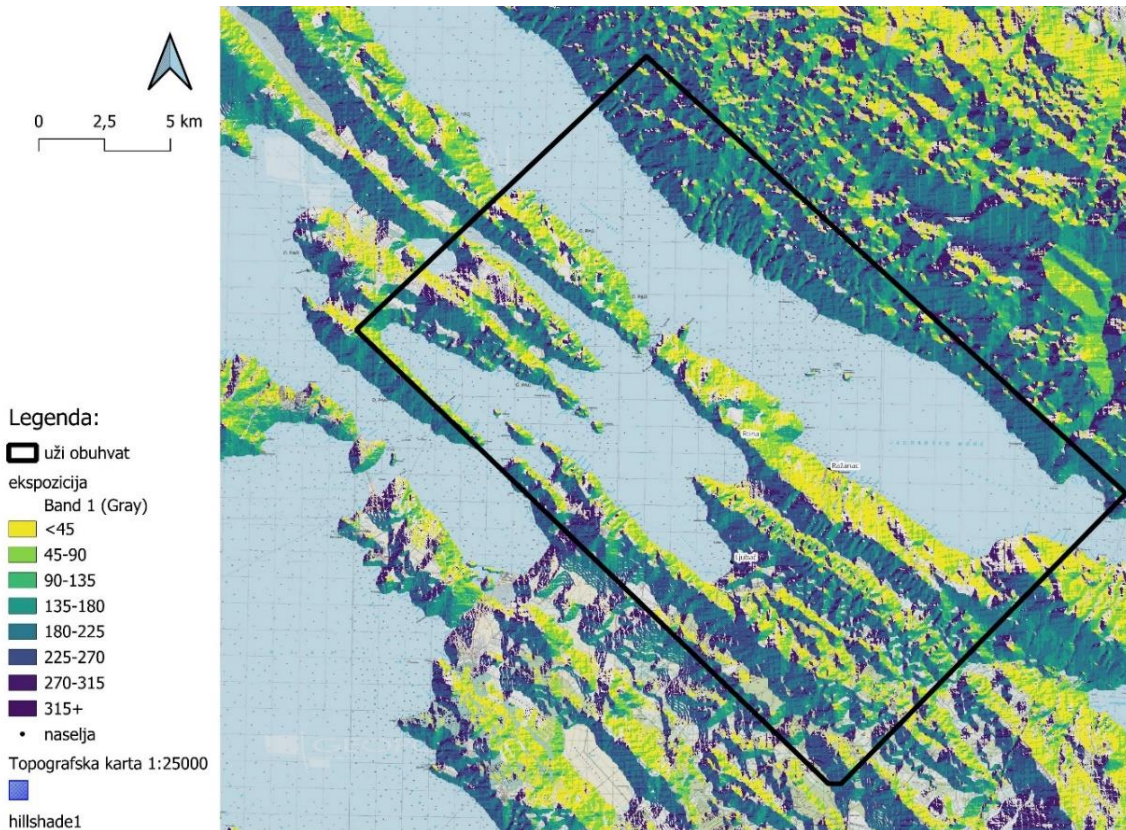 0 2,5 5 km
Legenda:
uži obuhvat
ekspozicija
Band 1 (Gray)
<45
45-90
90-135
135-180
180-225
225-270
270-315
315+
naselja
Topografska karta 1:25000
hillshade1
Ražanac
Ljubač